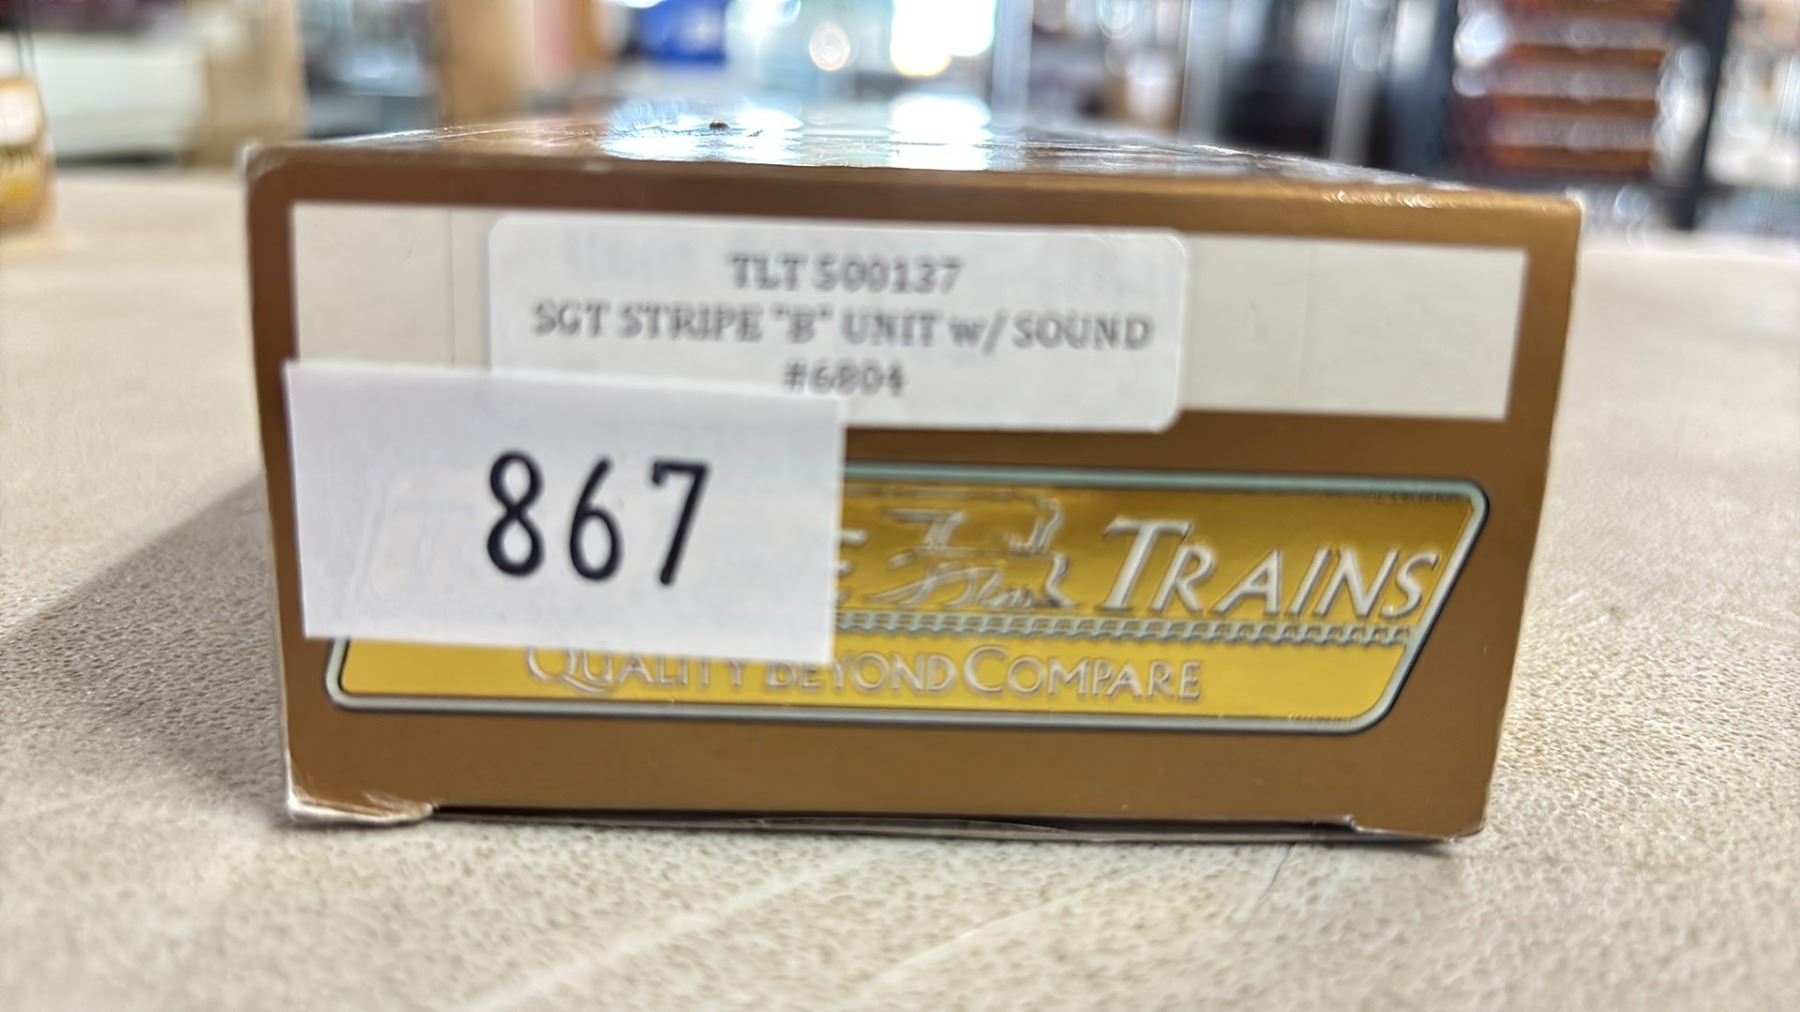 TLT 500137
SGT STRIPE "B" UNIT w/ SOUND
#6804
867
TRAINS
QUALITY BEYOND COMPARE